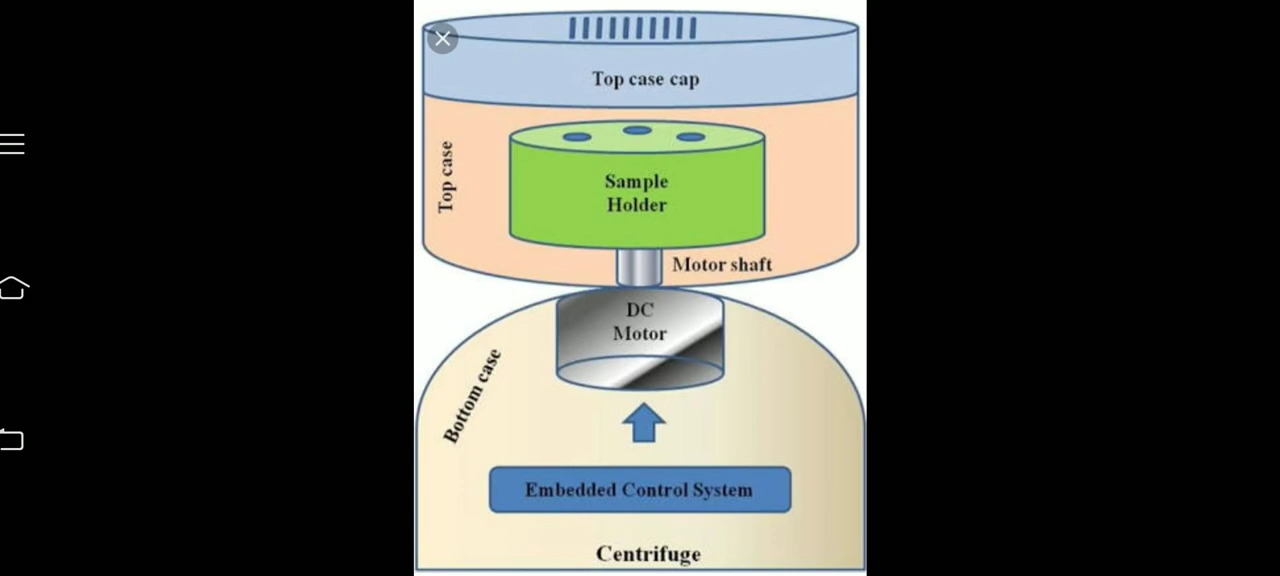 Top case cap
Top case
Sample
Holder
Motor shaft
DC
Motor
Bottom case
Embedded Control System
Centrifuge